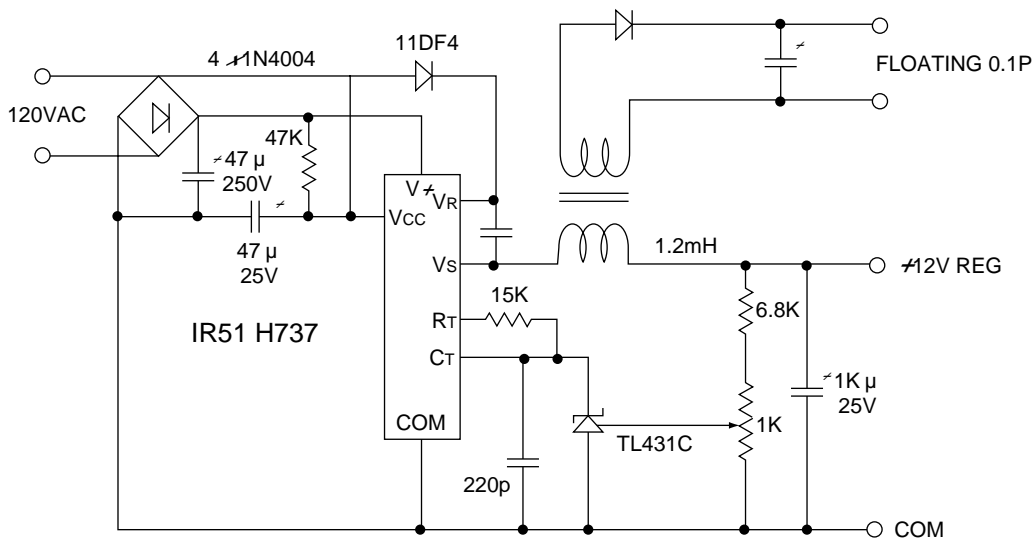 11DF4
4 ≁1N4004
FLOATING 0.1P
120VAC
47K
≁47 µ
250V
V≁
VR
VCC
≁
47 µ
25V
VS
1.2mH
≁12V REG
15K
6.8K
IR51 H737
RT
CT
≁1K µ
25V
COM
1K
TL431C
220p
COM